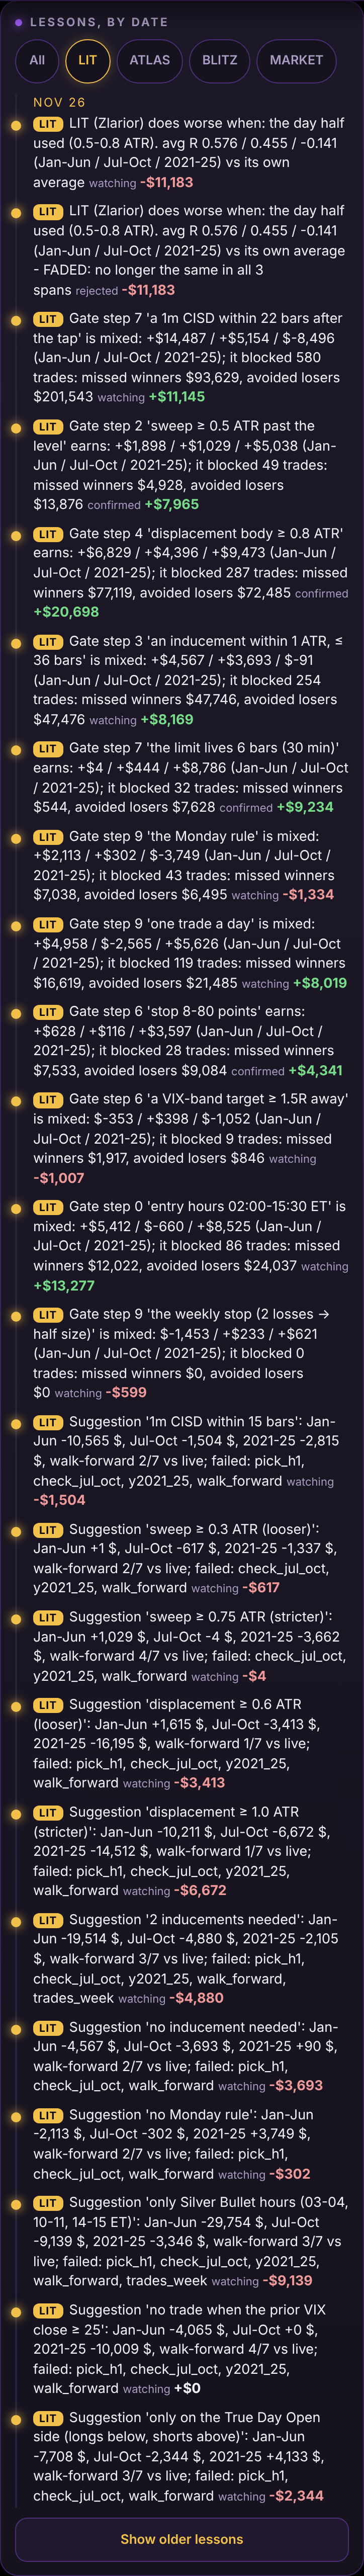 LESSONS, BY DATE
All
LIT
ATLAS
BLITZ
MARKET
NOV 26
LIT LIT (Zlarior) does worse when: the day half
used (0.5-0.8 ATR). avg R 0.576 / 0.455 / -0.141
(Jan-Jun / Jul-Oct / 2021-25) vs its own
average watching -$11,183
LIT LIT (Zlarior) does worse when: the day half
used (0.5-0.8 ATR). avg R 0.576 / 0.455 / -0.141
(Jan-Jun / Jul-Oct / 2021-25) vs its own average
- FADED: no longer the same in all 3
spans rejected -$11,183
LIT Gate step 7 'a 1m CISD within 22 bars after
the tap' is mixed: +$14,487 / +$5,154 / $-8,496
(Jan-Jun / Jul-Oct / 2021-25); it blocked 580
trades: missed winners $93,629, avoided losers
$201,543 watching +$11,145
LIT Gate step 2 'sweep ≥ 0.5 ATR past the
level' earns: +$1,898 / +$1,029 / +$5,038 (Jan-
Jun / Jul-Oct / 2021-25); it blocked 49 trades:
missed winners $4,928, avoided losers
$13,876 confirmed +$7,965
LIT Gate step 4 'displacement body ≥ 0.8 ATR'
earns: +$6,829 / +$4,396 / +$9,473 (Jan-Jun /
Jul-Oct / 2021-25); it blocked 287 trades: missed
winners $77,119, avoided losers $72,485 confirmed
+$20,698
LIT Gate step 3 'an inducement within 1 ATR, ≤
36 bars' is mixed: +$4,567 / +$3,693 / $-91
(Jan-Jun / Jul-Oct / 2021-25); it blocked 254
trades: missed winners $47,746, avoided losers
$47,476 watching +$8,169
LIT Gate step 7 'the limit lives 6 bars (30 min)'
earns: +$4 / +$444 / +$8,786 (Jan-Jun / Jul-Oct
/ 2021-25); it blocked 32 trades: missed winners
$544, avoided losers $7,628 confirmed +$9,234
LIT Gate step 9 'the Monday rule' is mixed:
+$2,113 / +$302 / $-3,749 (Jan-Jun / Jul-Oct /
2021-25); it blocked 43 trades: missed winners
$7,038, avoided losers $6,495 watching -$1,334
LIT Gate step 9 'one trade a day' is mixed:
+$4,958 / $-2,565 / +$5,626 (Jan-Jun / Jul-Oct
/ 2021-25); it blocked 119 trades: missed winners
$16,619, avoided losers $21,485 watching +$8,019
LIT Gate step 6 'stop 8-80 points' earns:
+$628 / +$116 / +$3,597 (Jan-Jun / Jul-Oct /
2021-25); it blocked 28 trades: missed winners
$7,533, avoided losers $9,084 confirmed +$4,341
LIT Gate step 6 'a VIX-band target ≥ 1.5R away'
is mixed: $-353 / +$398 / $-1,052 (Jan-Jun /
Jul-Oct / 2021-25); it blocked 9 trades: missed
winners $1,917, avoided losers $846 watching
-$1,007
LIT Gate step 0 'entry hours 02:00-15:30 ET' is
mixed: +$5,412 / $-660 / +$8,525 (Jan-Jun /
Jul-Oct / 2021-25); it blocked 86 trades: missed
winners $12,022, avoided losers $24,037 watching
+$13,277
LIT Gate step 9 'the weekly stop (2 losses →
half size)' is mixed: $-1,453 / +$233 / +$621
(Jan-Jun / Jul-Oct / 2021-25); it blocked 0
trades: missed winners $0, avoided losers
$0 watching -$599
LIT Suggestion '1m CISD within 15 bars': Jan-
Jun -10,565 $, Jul-Oct -1,504 $, 2021-25 -2,815
$, walk-forward 2/7 vs live; failed: pick_h1,
check_jul_oct, y2021_25, walk_forward watching
-$1,504
LIT Suggestion 'sweep ≥ 0.3 ATR (looser)':
Jan-Jun +1 $, Jul-Oct -617 $, 2021-25 -1,337 $,
walk-forward 2/7 vs live; failed: check_jul_oct,
y2021_25, walk_forward watching -$617
LIT Suggestion 'sweep ≥ 0.75 ATR (stricter)':
Jan-Jun +1,029 $, Jul-Oct -4 $, 2021-25 -3,662
$, walk-forward 4/7 vs live; failed: check_jul_oct,
y2021_25, walk_forward watching -$4
LIT Suggestion 'displacement ≥ 0.6 ATR
(looser)': Jan-Jun +1,615 $, Jul-Oct -3,413 $,
2021-25 -16,195 $, walk-forward 1/7 vs live;
failed: pick_h1, check_jul_oct, y2021_25,
walk_forward watching -$3,413
LIT Suggestion 'displacement ≥ 1.0 ATR
(stricter)': Jan-Jun -10,211 $, Jul-Oct -6,672 $,
2021-25 -14,512 $, walk-forward 1/7 vs live;
failed: pick_h1, check_jul_oct, y2021_25,
walk_forward watching -$6,672
LIT Suggestion '2 inducements needed': Jan-
Jun -19,514 $, Jul-Oct -4,880 $, 2021-25 -2,105
$, walk-forward 3/7 vs live; failed: pick_h1,
check_jul_oct, y2021_25, walk_forward,
trades_week watching -$4,880
LIT Suggestion 'no inducement needed': Jan-
Jun -4,567 $, Jul-Oct -3,693 $, 2021-25 +90 $,
walk-forward 2/7 vs live; failed: pick_h1,
check_jul_oct, walk_forward watching -$3,693
LIT Suggestion 'no Monday rule': Jan-Jun
-2,113 $, Jul-Oct -302 $, 2021-25 +3,749 $,
walk-forward 2/7 vs live; failed: pick_h1,
check_jul_oct, walk_forward watching -$302
LIT Suggestion 'only Silver Bullet hours (03-04,
10-11, 14-15 ET)': Jan-Jun -29,754 $, Jul-Oct
-9,139 $, 2021-25 -3,346 $, walk-forward 3/7 vs
live; failed: pick_h1, check_jul_oct, y2021_25,
walk_forward, trades_week watching -$9,139
LIT Suggestion 'no trade when the prior VIX
close ≥ 25': Jan-Jun -4,065 $, Jul-Oct +0 $,
2021-25 -10,009 $, walk-forward 4/7 vs live;
failed: pick_h1, check_jul_oct, y2021_25,
walk_forward watching +$0
LIT Suggestion 'only on the True Day Open
side (longs below, shorts above)': Jan-Jun
-7,708 $, Jul-Oct -2,344 $, 2021-25 +4,133 $,
walk-forward 3/7 vs live; failed: pick_h1,
check_jul_oct, walk_forward watching -$2,344
Show older lessons